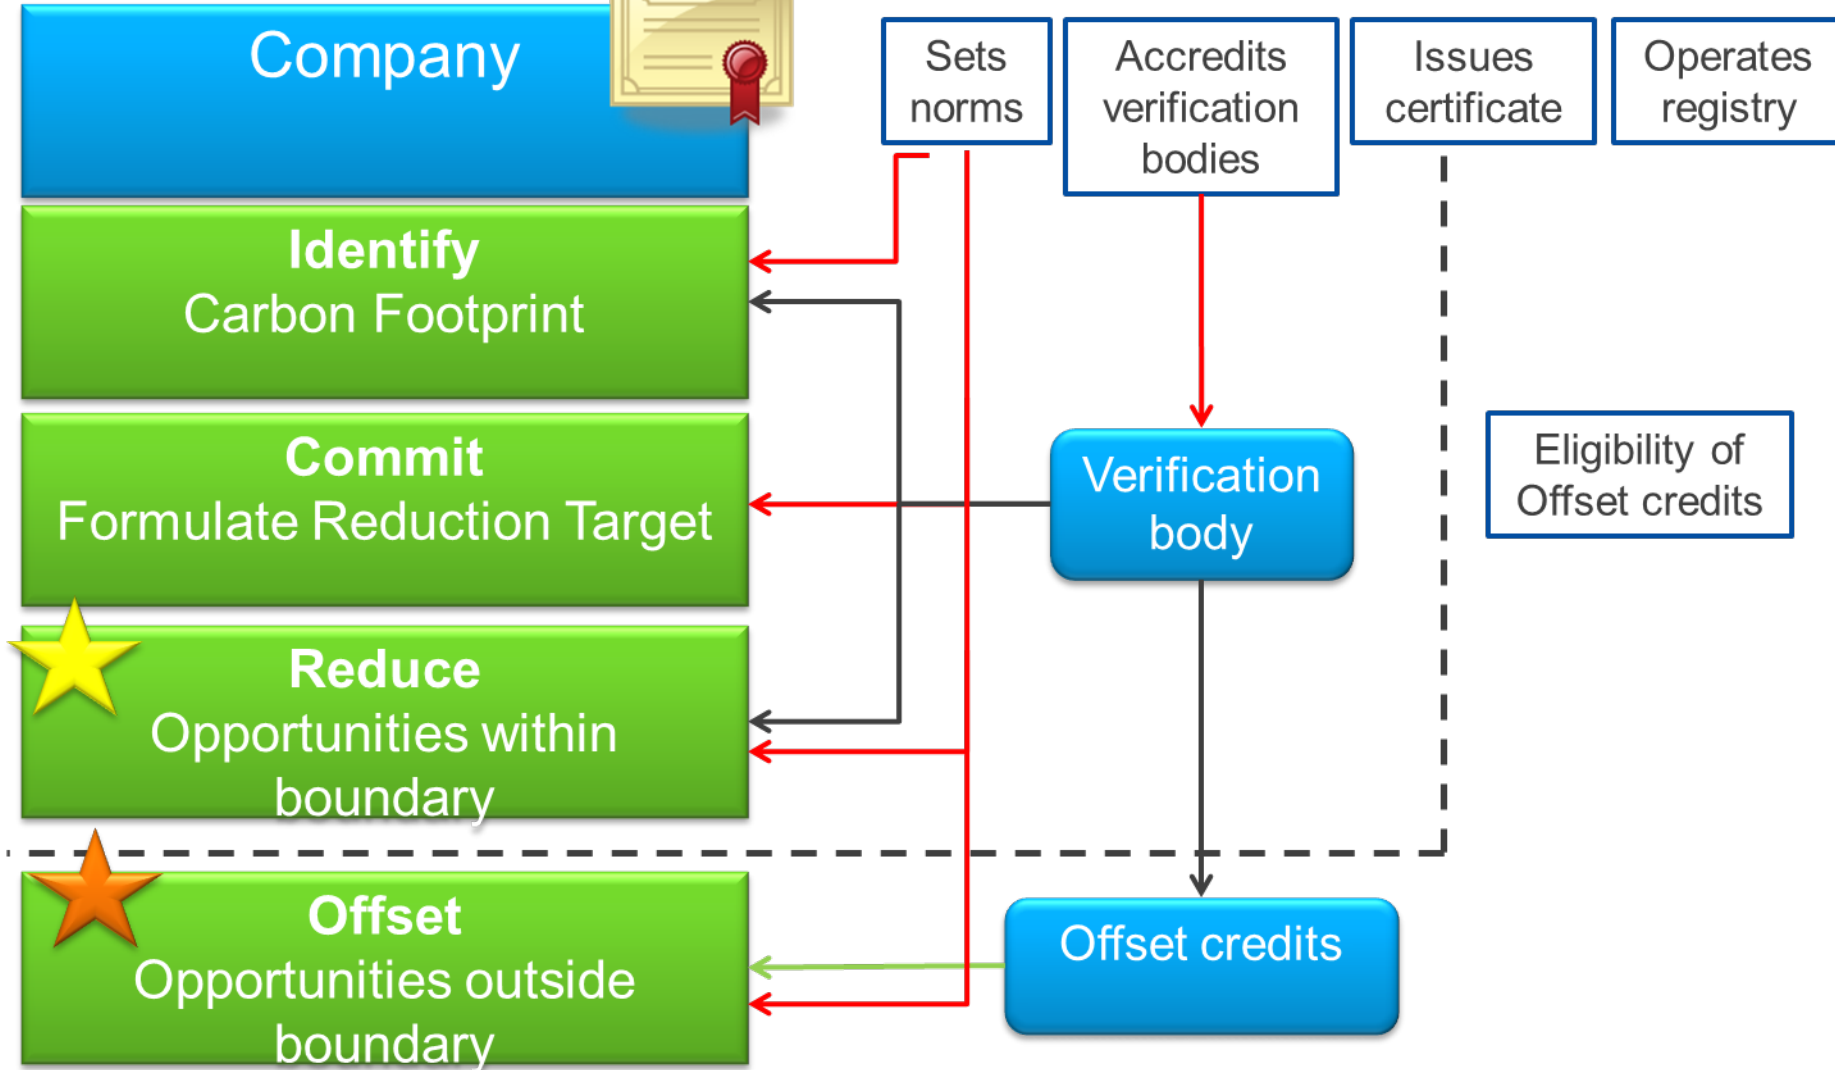 Company
Sets
norms
Accredits
verification
bodies
Issues
certificate
Operates
registry
Identify
Carbon Footprint
Commit
Formulate Reduction Target
Verification
body
Eligibility of
Offset credits
Reduce
Opportunities within
boundary
Offset
Opportunities outside
boundary
Offset credits